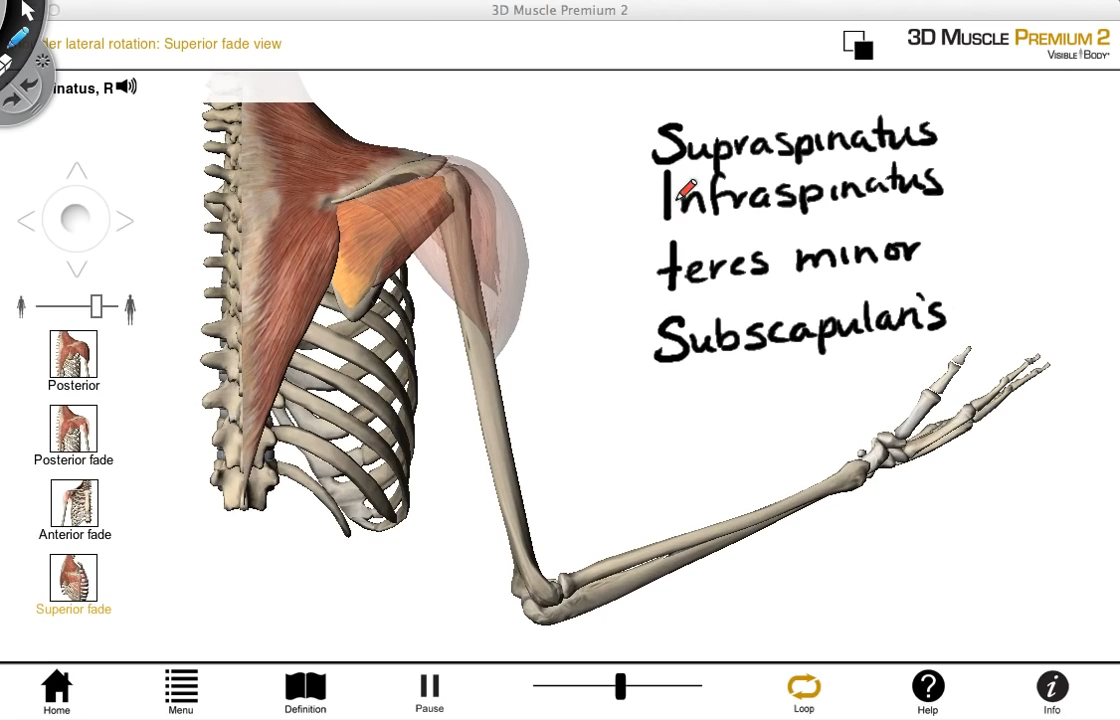 3D Muscle Premium 2
der lateral rotation: Superior fade view
3D MUSCLE PREMIUM 2
VISIBLE BODY
inatus, R
Supraspinatus
Infraspinatus
teres minor
Subscapularis
Posterior
Posterior fade
Anterior fade
Superior fade
Home
Menu
Definition
Pause
Loop
Help
Info